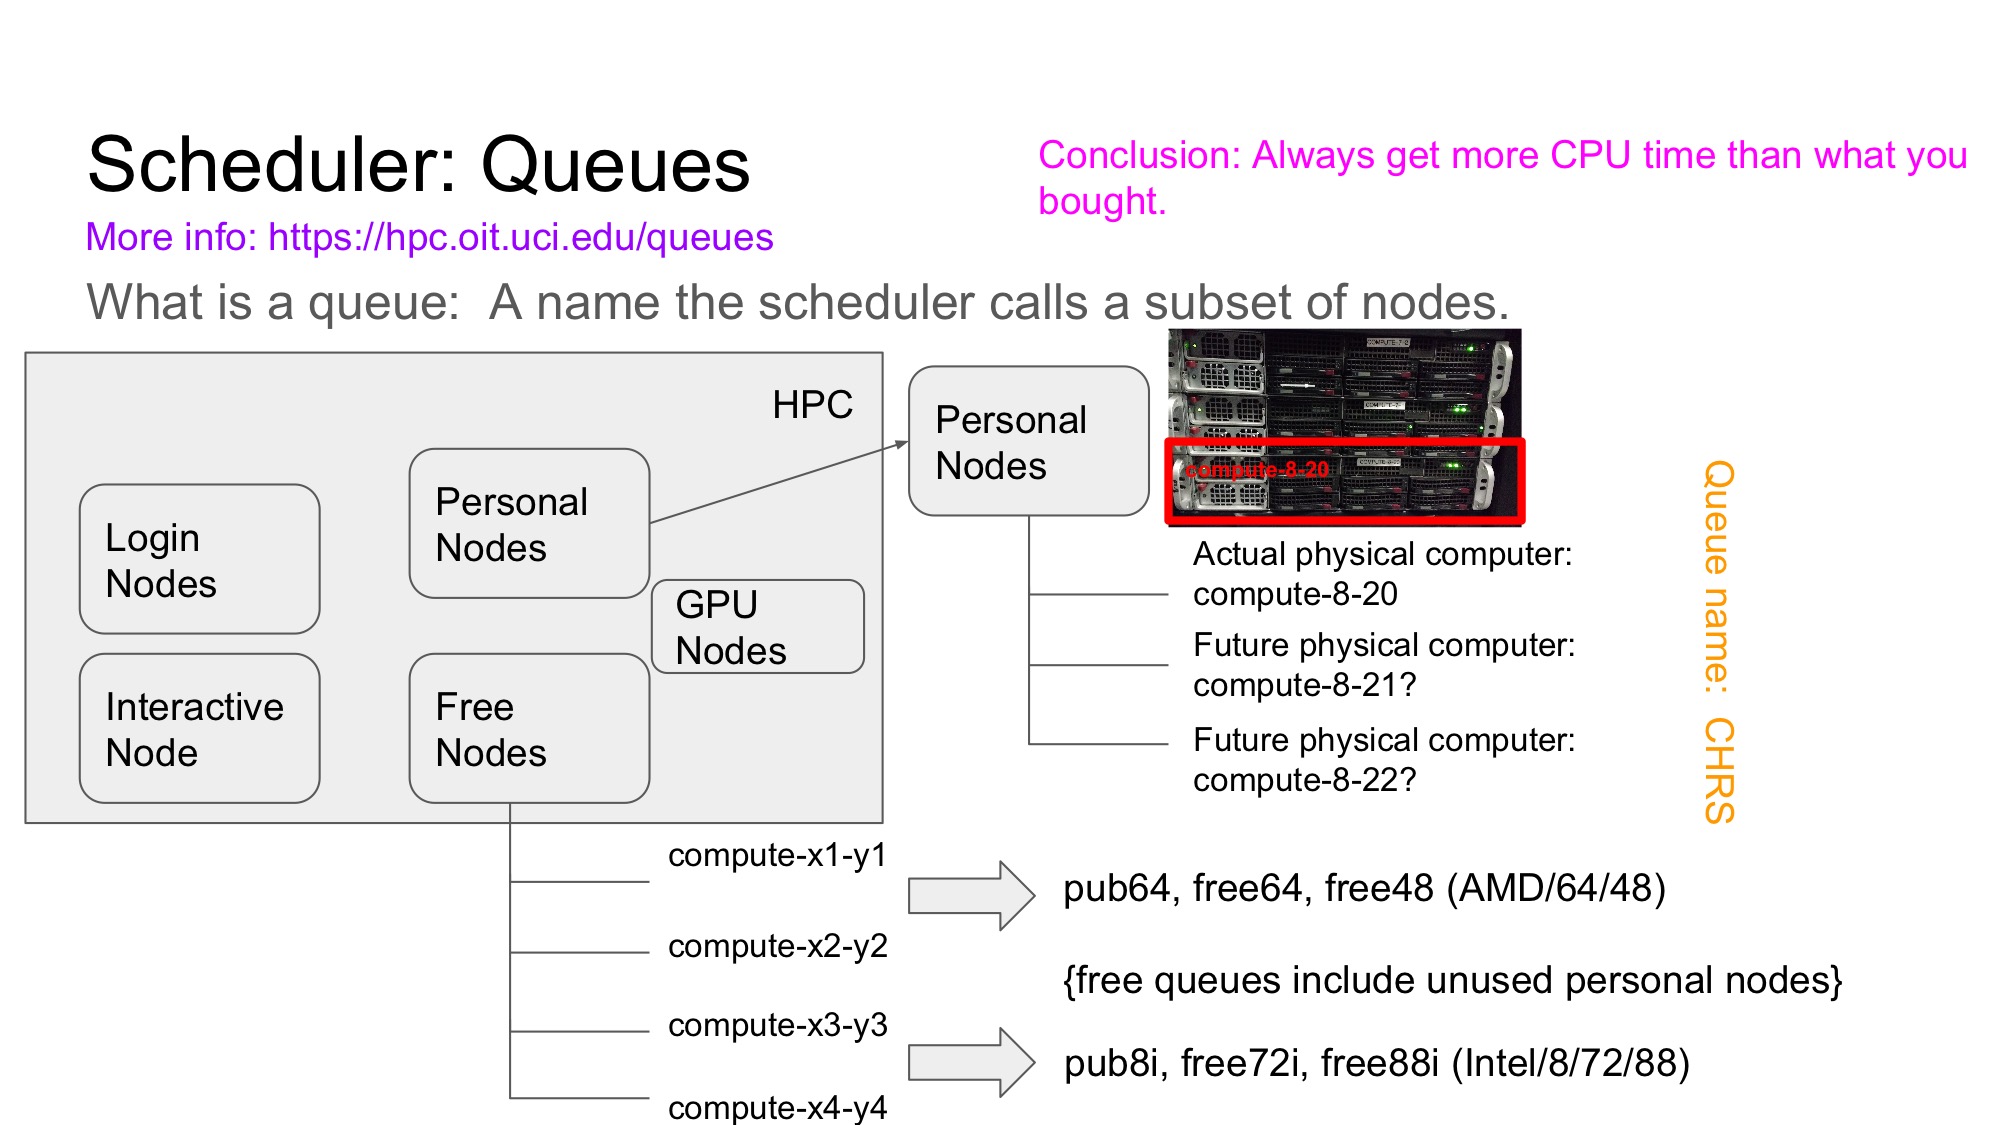 Scheduler: Queues
More info: https://hpc.oit.uci.edu/queues
Conclusion: Always get more CPU time than what you
bought.
What is a queue:  A name the scheduler calls a subset of nodes.
HPC
Login
Nodes
Personal
Nodes
GPU
Nodes
Interactive
Node
Free
Nodes
Personal
Nodes
compute-8-20
Actual physical computer:
compute-8-20
Future physical computer:
compute-8-21?
Future physical computer:
compute-8-22?
Queue name:  CHRS
compute-x1-y1
compute-x2-y2
compute-x3-y3
compute-x4-y4
pub64, free64, free48 (AMD/64/48)
{free queues include unused personal nodes}
pub8i, free72i, free88i (Intel/8/72/88)